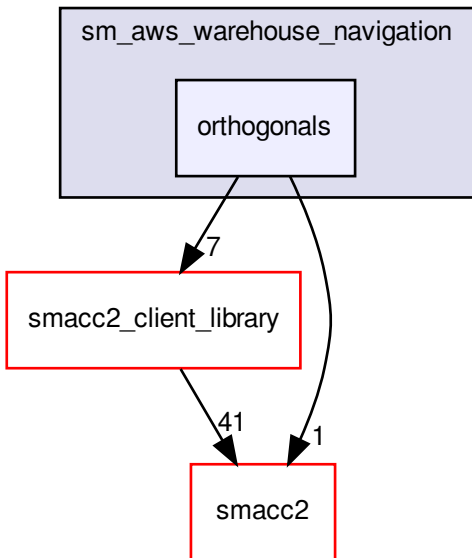 sm_aws_warehouse_navigation
orthogonals
7
smacc2_client_library
41
1
smacc2